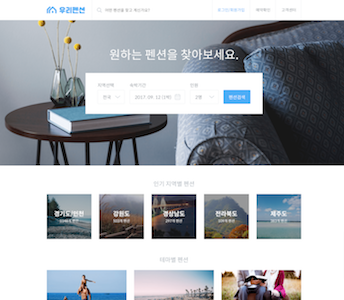 우리펜션
어떤 펜션을 찾고 계신가요?
로그인/회원가입
예약확인
고객센터
원하는 펜션을 찾아보세요.
지역선택
숙박기간
인원
전국
2017. 09. 12 (1박)
2명
펜션검색
인기 지역별 펜션
경기도/인천
강원도
경상남도
전라북도
제주도
테마별 펜션